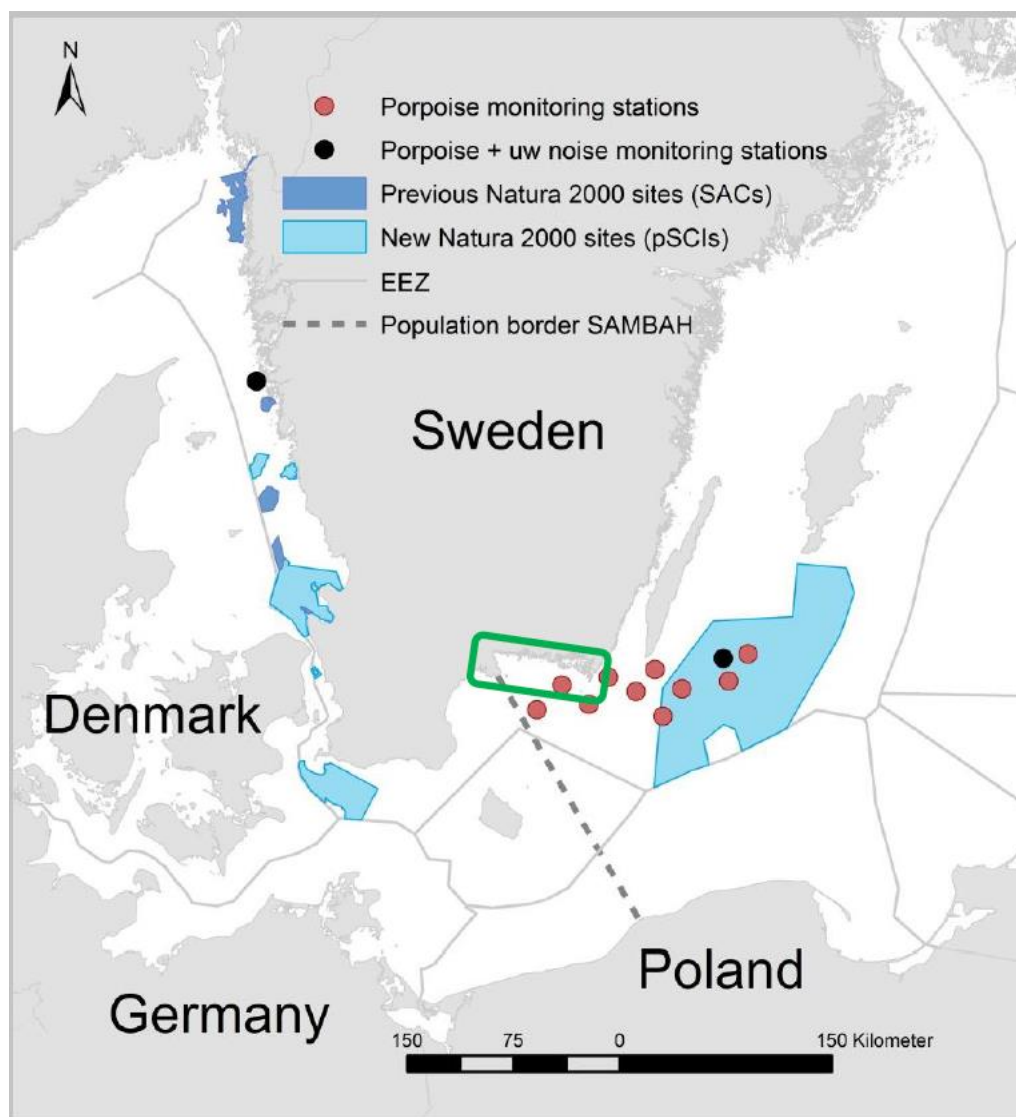 N
Porpoise monitoring stations
Porpoise + uw noise monitoring stations
Previous Natura 2000 sites (SACs)
New Natura 2000 sites (pSCIs)
EEZ
Population border SAMBAH
Sweden
Denmark
Poland
Germany
150 75 0 150 Kilometer